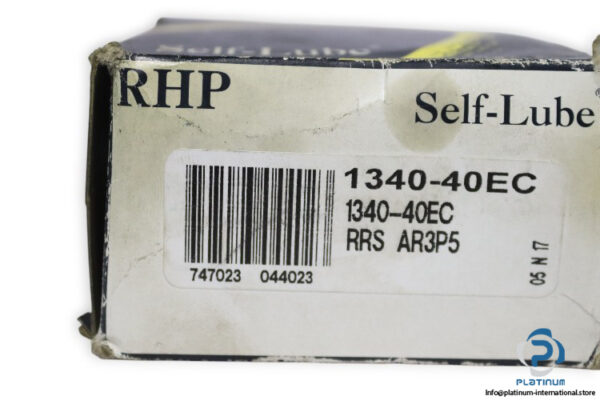 Self-Lube
RHP
Self-Lube
1340-40EC
1340-40EC
RRS AR3P5
747023 044023
05 N 17
PLATINUM
Info@platinum-international.store